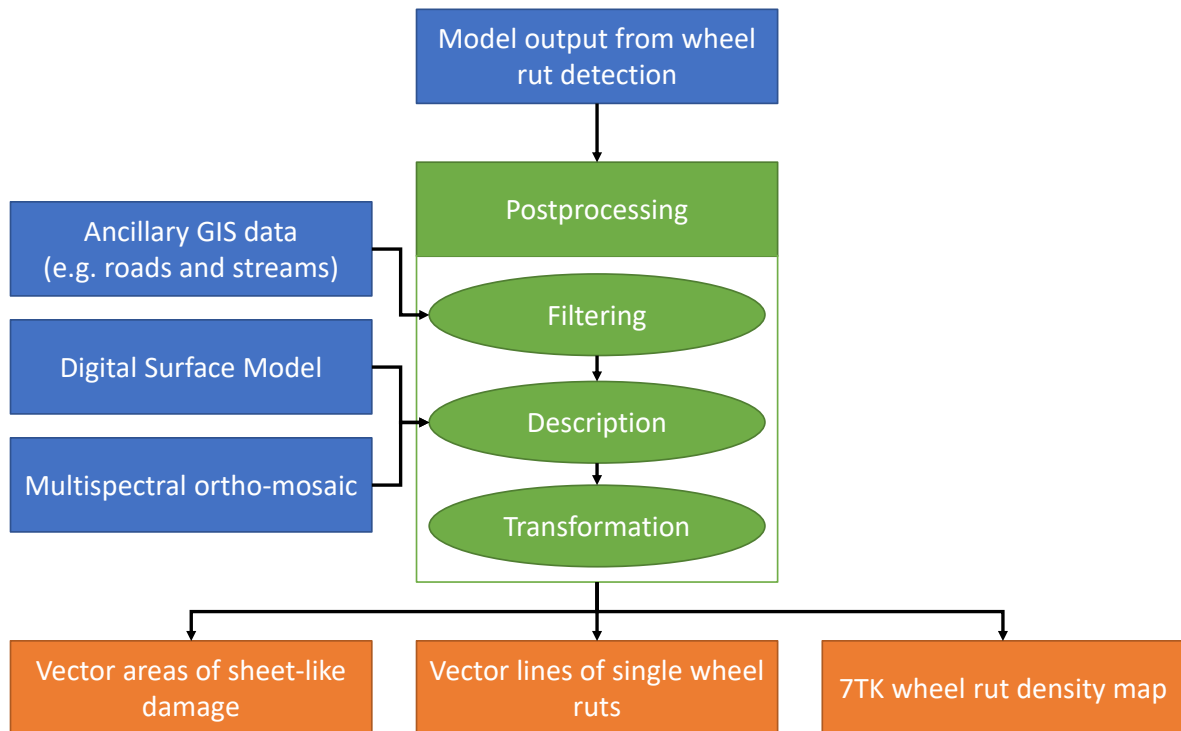 Model output from wheel
rut detection
Postprocessing
Ancillary GIS data
(e.g. roads and streams)
Filtering
Digital Surface Model
Description
Multispectral ortho-mosaic
Transformation
Vector areas of sheet-like
damage
Vector lines of single wheel
ruts
7TK wheel rut density map